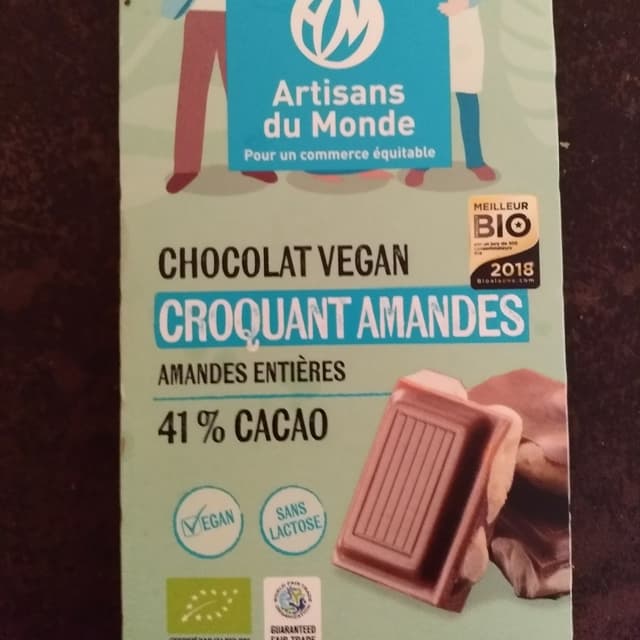 Artisans
du Monde
Pour un commerce équitable
MEILLEUR
BIO
2018
CHOCOLAT VEGAN
CROQUANT AMANDES
AMANDES ENTIÈRES
41 % CACAO
VEGAN
SANS
LACTOSE
GUARANTEED
FAIR TRADE